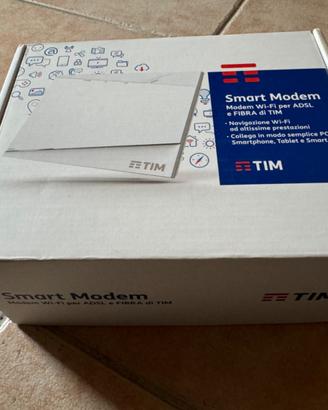 Smart Modem
Modem Wi-Fi per ADSL
e FIBRA di TIM
• Navigazione Wi-Fi
ad altissime prestazioni
• Collega in modo semplice PC
Smartphone, Tablet e Smart
TIM
TIM
Smart Modem
Modem Wi-Fi per ADSL e FIBRA di TIM
TIM